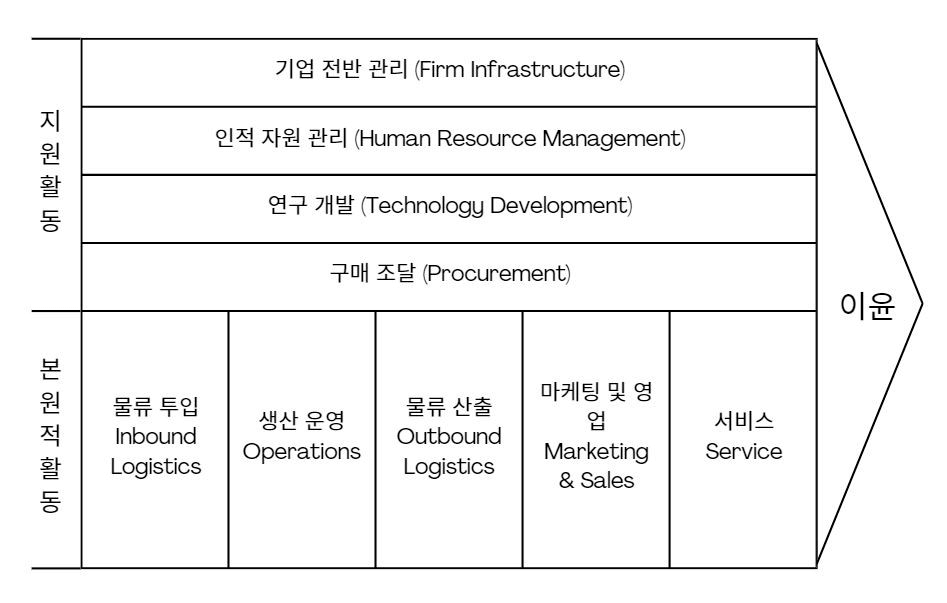 지원활동
기업 전반 관리 (Firm Infrastructure)
인적 자원 관리 (Human Resource Management)
연구 개발 (Technology Development)
구매 조달 (Procurement)
이윤
본원적활동
물류 투입
Inbound
Logistics
생산 운영
Operations
물류 산출
Outbound
Logistics
마케팅 및 영
업
Marketing
& Sales
서비스
Service